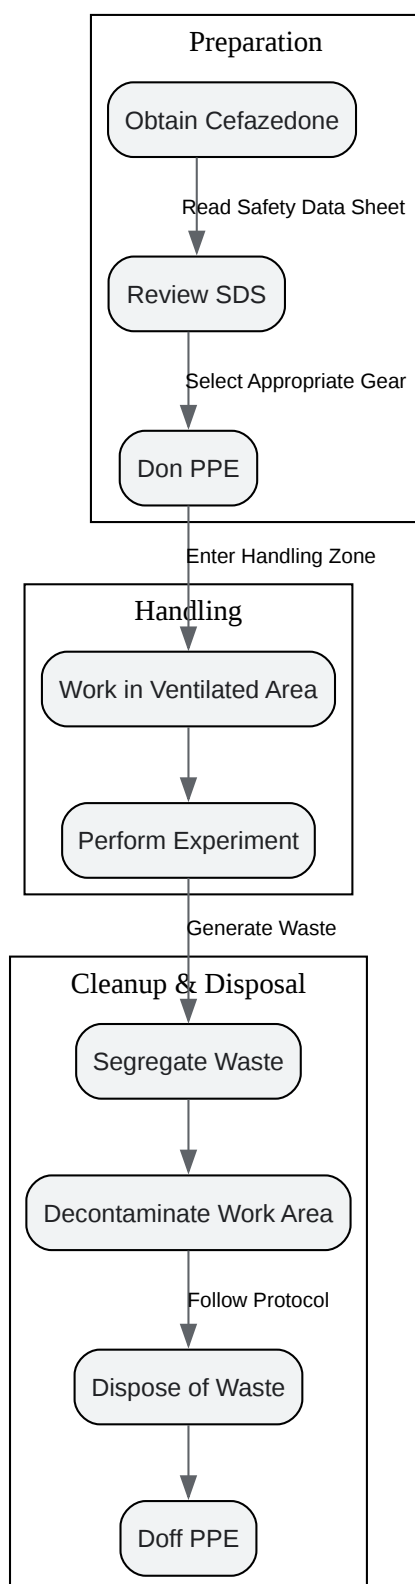 Preparation
Obtain Cefazedone
Read Safety Data Sheet
Review SDS
Select Appropriate Gear
Don PPE
Enter Handling Zone
Handling
Work in Ventilated Area
Perform Experiment
Generate Waste
Cleanup & Disposal
Segregate Waste
Decontaminate Work Area
Follow Protocol
Dispose of Waste
Doff PPE